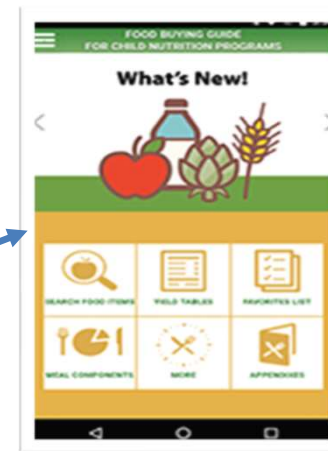 FOOD BUYING GUIDE
FOR CHILD NUTRITION PROGRAMS
What's New!
SEARCH FOOD ITEMS
YIELD TABLES
FAVORITES LIST
MEAL COMPONENTS
MORE
APPENDIXES